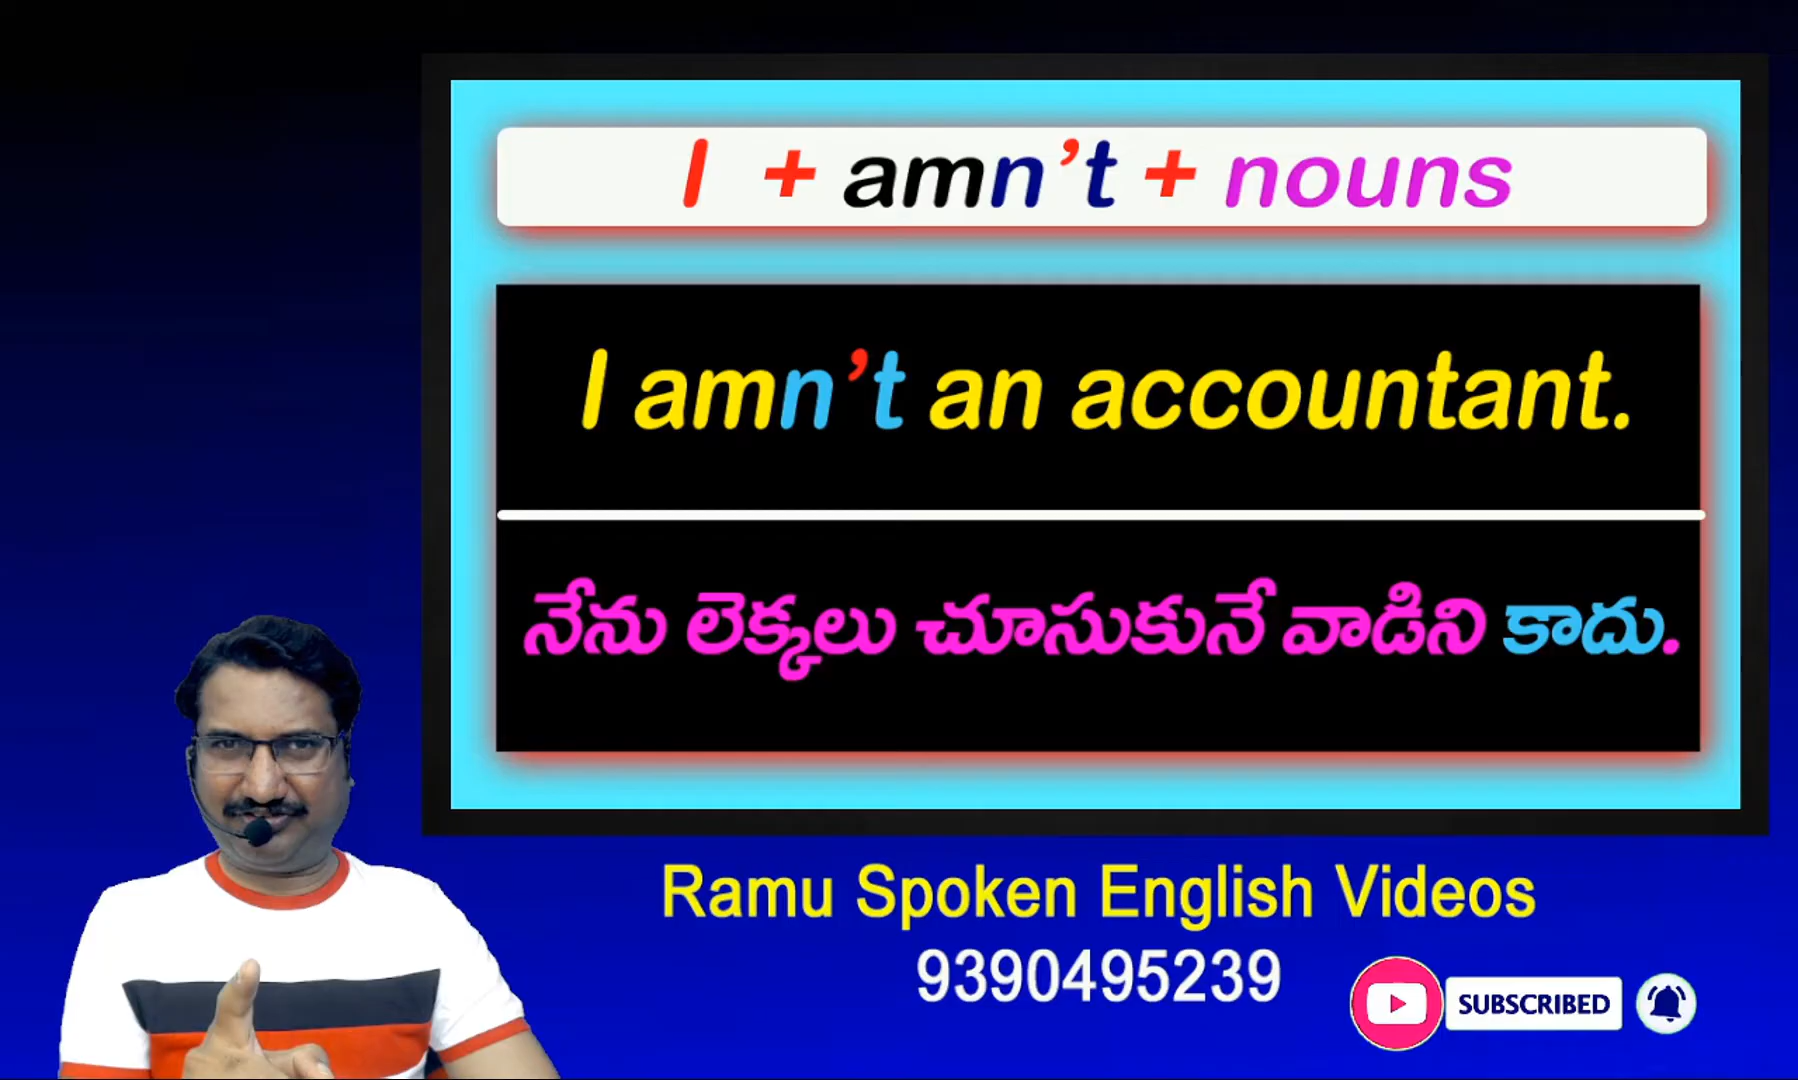 I + amn’t + nouns
I amn’t an accountant.
నేను లెక్కలు చూసుకునే వాడిని కాదు.
Ramu Spoken English Videos
9390495239
SUBSCRIBED